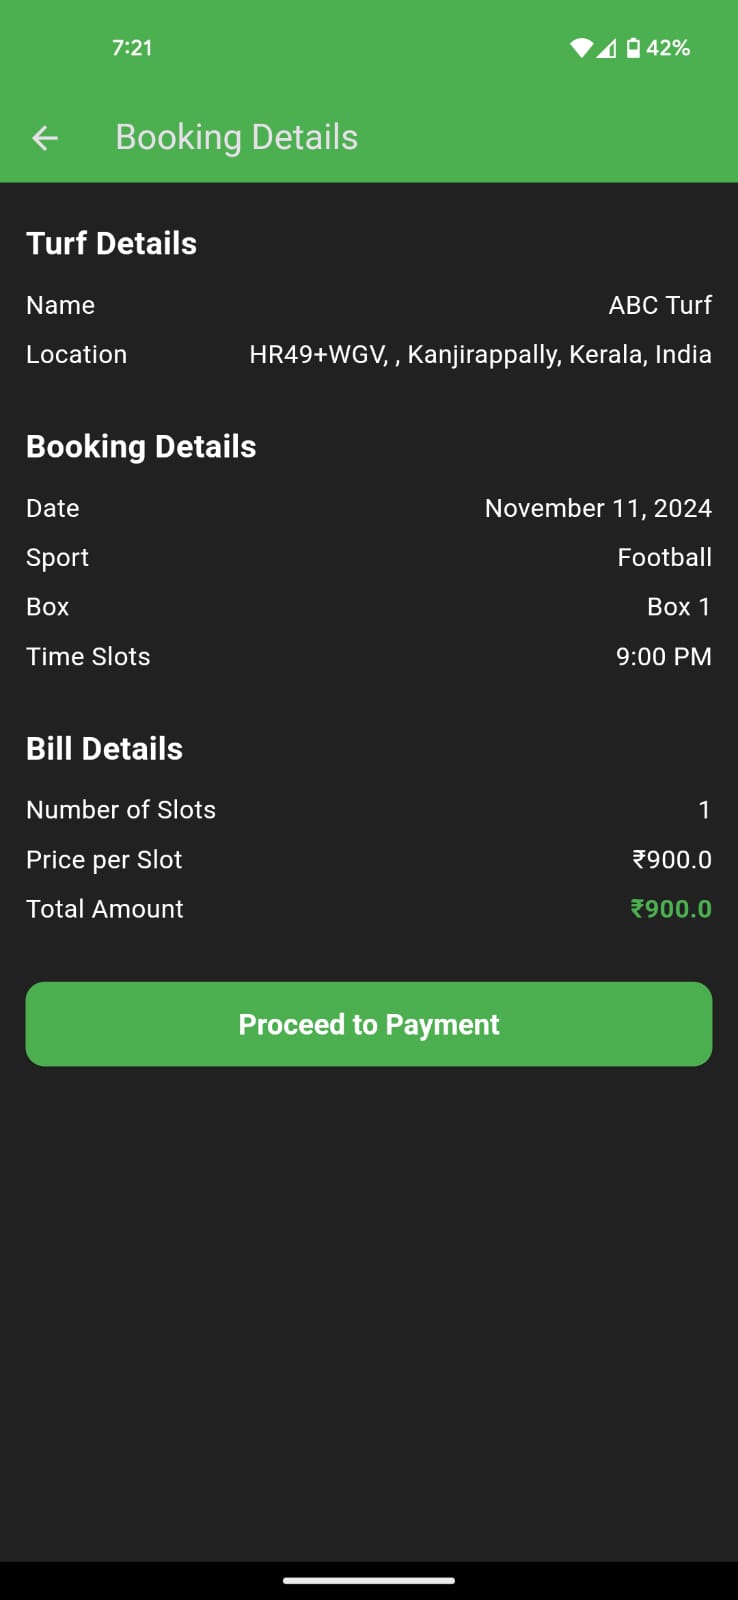 7:21 42%
Booking Details
Turf Details
Name ABC Turf
Location HR49+WGV, , Kanjirappally, Kerala, India
Booking Details
Date November 11, 2024
Sport Football
Box Box 1
Time Slots 9:00 PM
Bill Details
Number of Slots 1
Price per Slot ₹900.0
Total Amount ₹900.0
Proceed to Payment